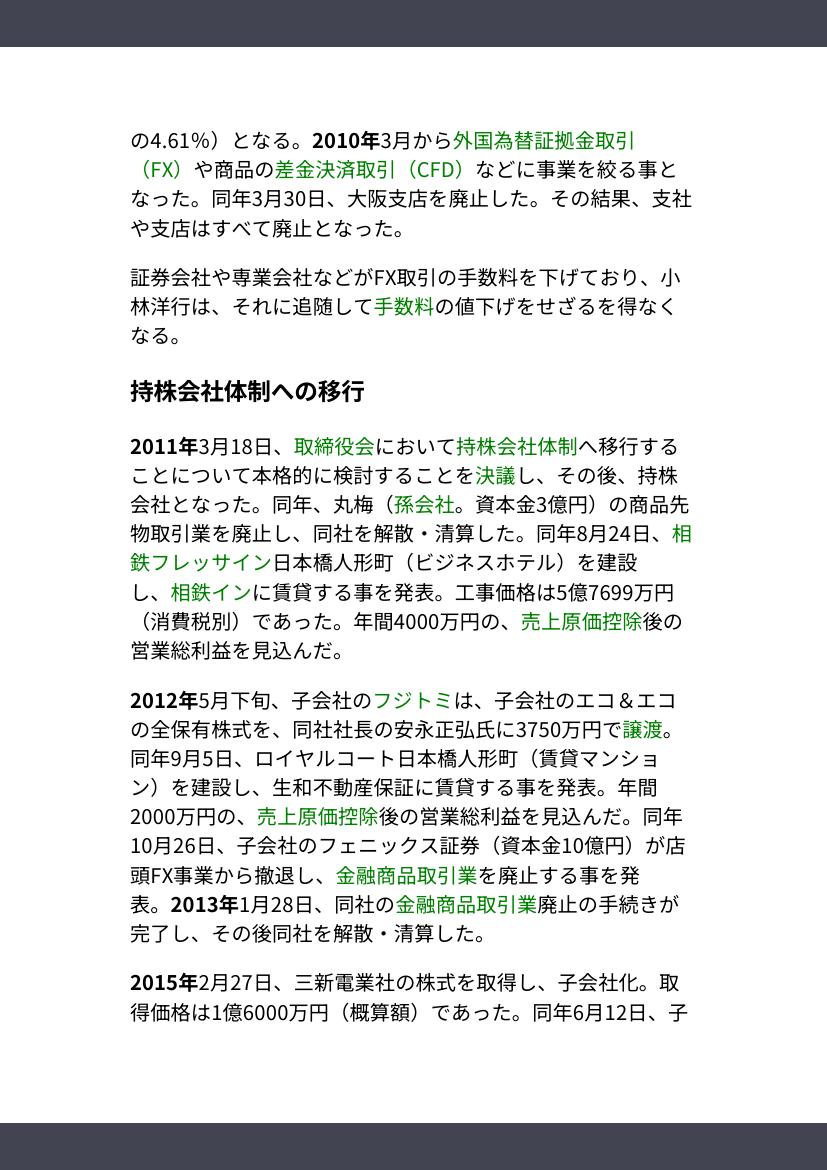 の4.61%）となる。2010年3月から外国為替証拠金取引
（FX）や商品の差金決済取引（CFD）などに事業を絞る事と
なった。同年3月30日、大阪支店を廃止した。その結果、支社
や支店はすべて廃止となった。
証券会社や専業会社などがFX取引の手数料を下げており、小
林洋行は、それに追随して手数料の値下げをせざるを得なく
なる。
持株会社体制への移行
2011年3月18日、取締役会において持株会社体制へ移行する
ことについて本格的に検討することを決議し、その後、持株
会社となった。同年、丸梅（孫会社。資本金3億円）の商品先
物取引業を廃止し、同社を解散・清算した。同年8月24日、相
鉄フレッサイン日本橋人形町（ビジネスホテル）を建設
し、相鉄インに賃貸する事を発表。工事価格は5億7699万円
（消費税別）であった。年間4000万円の、売上原価控除後の
営業総利益を見込んだ。
2012年5月下旬、子会社のフジトミは、子会社のエコ＆エコ
の全保有株式を、同社社長の安永正弘氏に3750万円で譲渡。
同年9月5日、ロイヤルコート日本橋人形町（賃貸マンショ
ン）を建設し、生和不動産保証に賃貸する事を発表。年間
2000万円の、売上原価控除後の営業総利益を見込んだ。同年
10月26日、子会社のフェニックス証券（資本金10億円）が店
頭FX事業から撤退し、金融商品取引業を廃止する事を発
表。2013年1月28日、同社の金融商品取引業廃止の手続きが
完了し、その後同社を解散・清算した。
2015年2月27日、三新電業社の株式を取得し、子会社化。取
得価格は1億6000万円（概算額）であった。同年6月12日、子